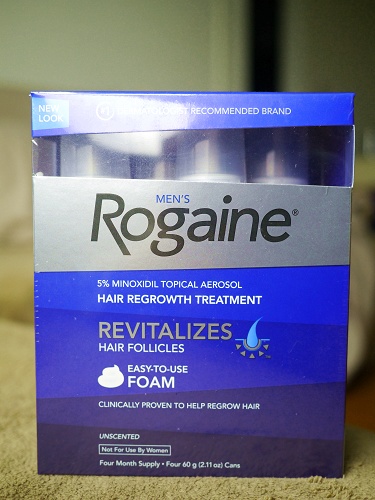 NEW
LOOK
#1 DERMATOLOGIST RECOMMENDED BRAND
MEN'S
Rogaine®
5% MINOXIDIL TOPICAL AEROSOL
HAIR REGROWTH TREATMENT
REVITALIZES
HAIR FOLLICLES
EASY-TO-USE
FOAM
CLINICALLY PROVEN TO HELP REGROW HAIR
UNSCENTED
Not For Use By Women
Four Month Supply • Four 60 g (2.11 oz) Cans